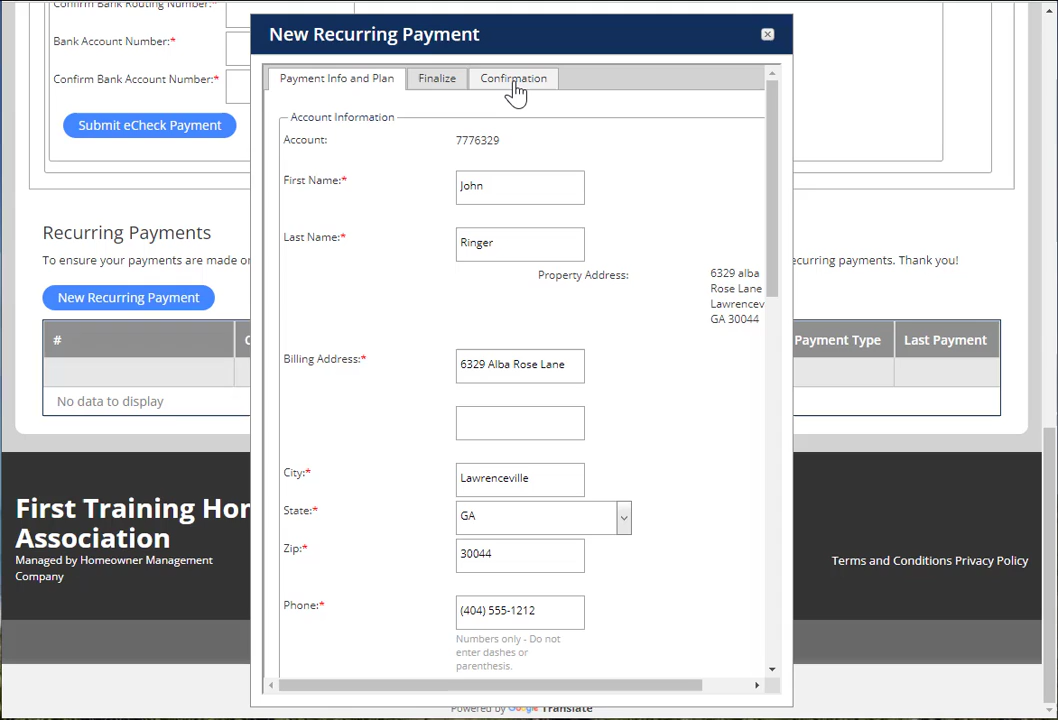 Confirm Bank Routing Number:*
Bank Account Number:*
Confirm Bank Account Number:*
Submit eCheck Payment
Recurring Payments
To ensure your payments are made
ecurring payments. Thank you!
New Recurring Payment
#
Payment Type
Last Payment
No data to display
First Training
Association
Managed by Homeowner Management
Company
Terms and Conditions Privacy Policy
Powered by Google Translate
New Recurring Payment
Payment Info and Plan
Finalize
Confirmation
Account Information
Account:
7776329
First Name:*
John
Last Name:*
Ringer
Property Address:
6329 alba
Rose Lane
Lawrencev
GA 30044
Billing Address:*
6329 Alba Rose Lane
City:*
Lawrenceville
State:*
GA
Zip:*
30044
Phone:*
(404) 555-1212
Numbers only - Do not
enter dashes or
parenthesis.